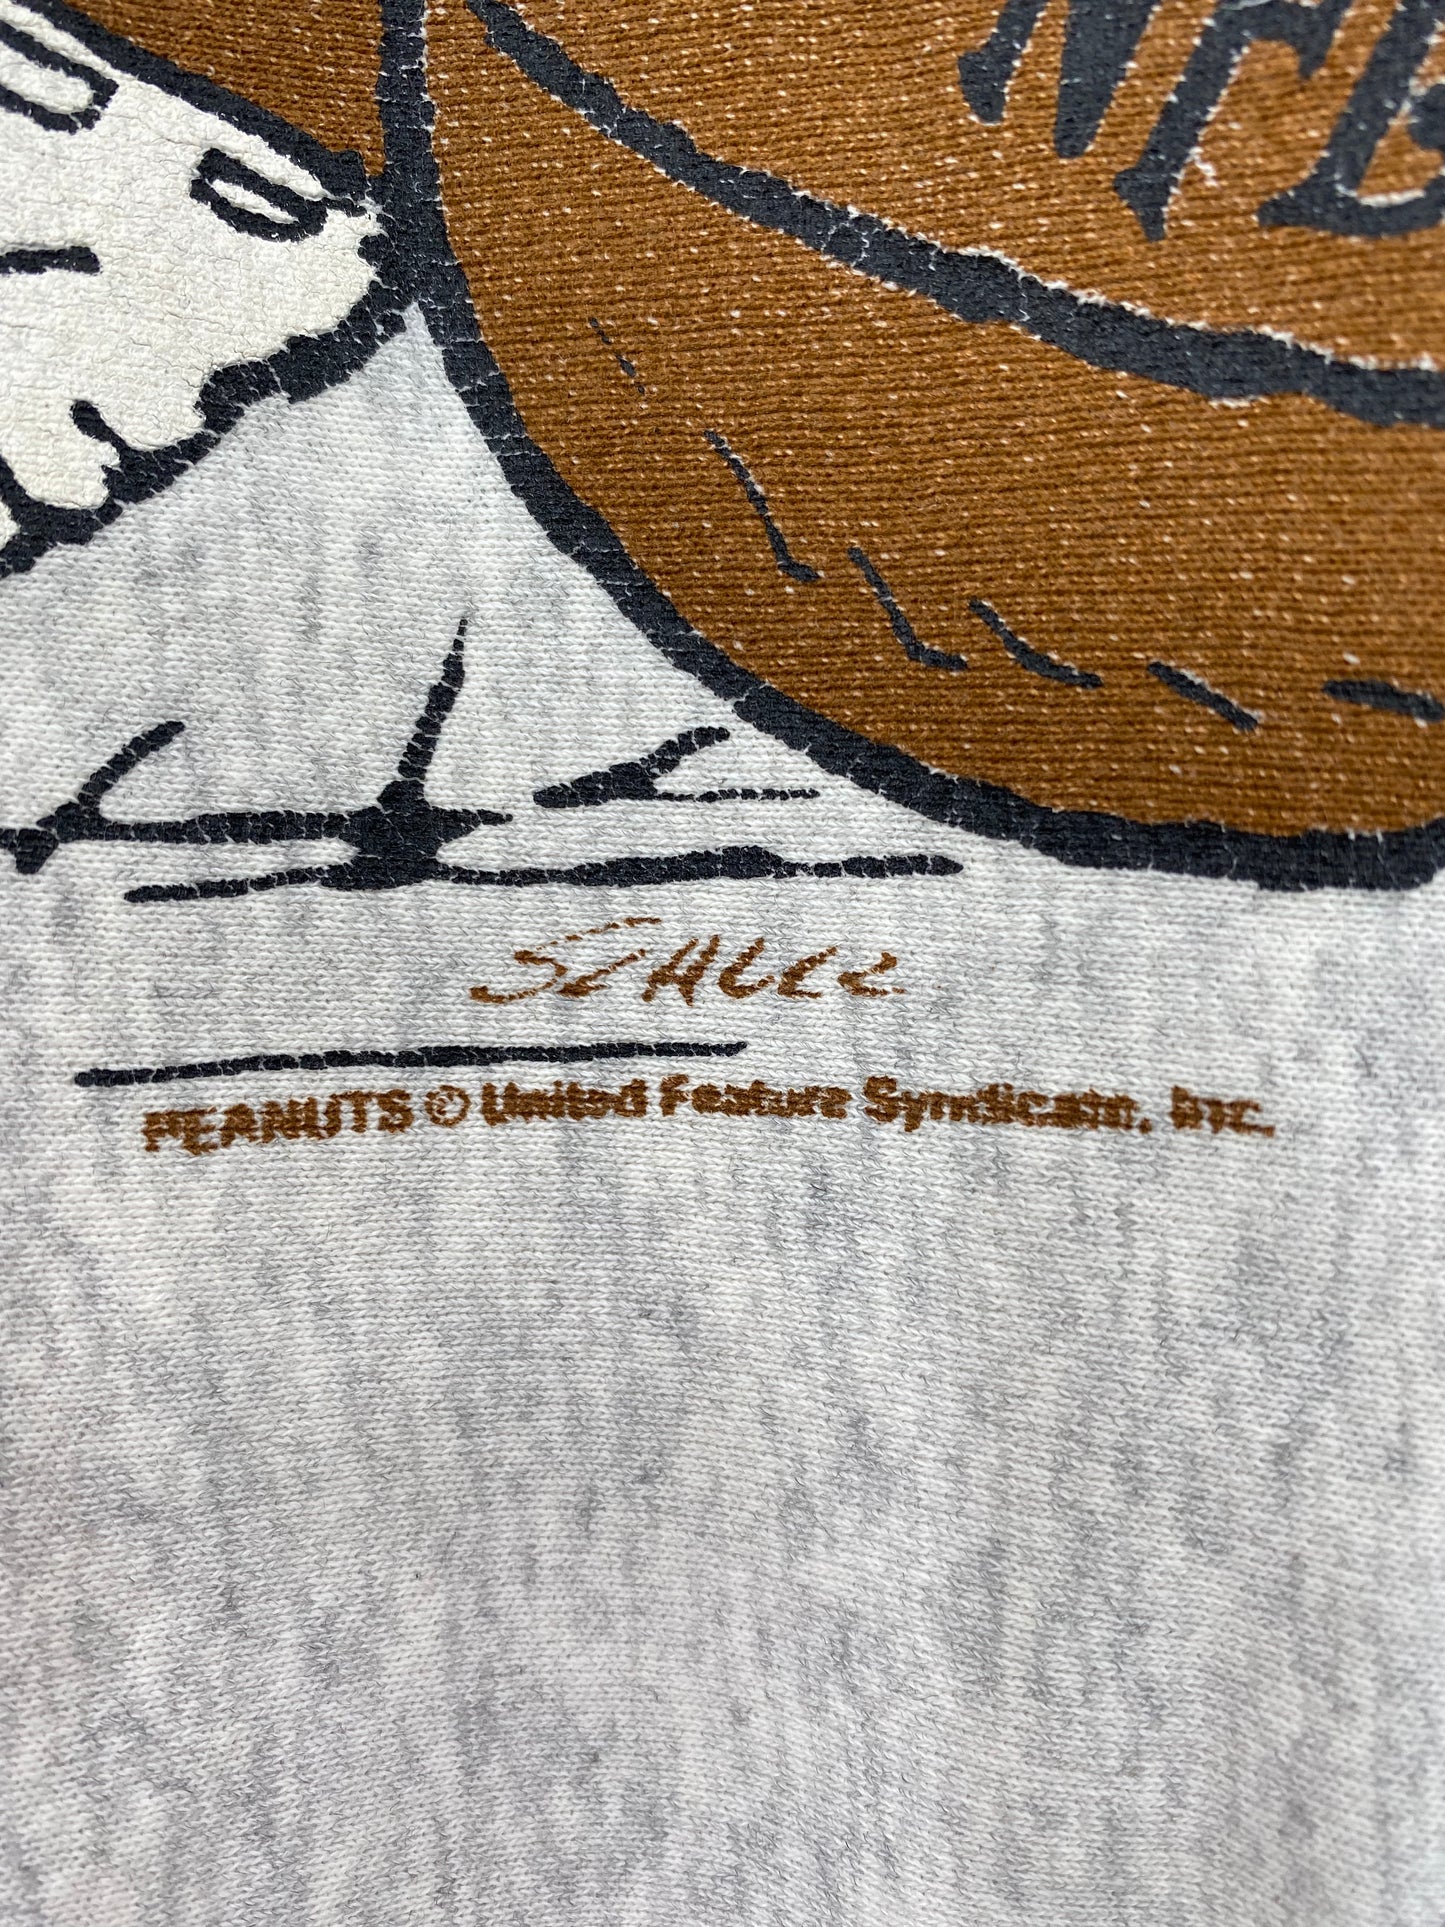 SCHULZ
PEANUTS © United Feature Syndicate, Inc.